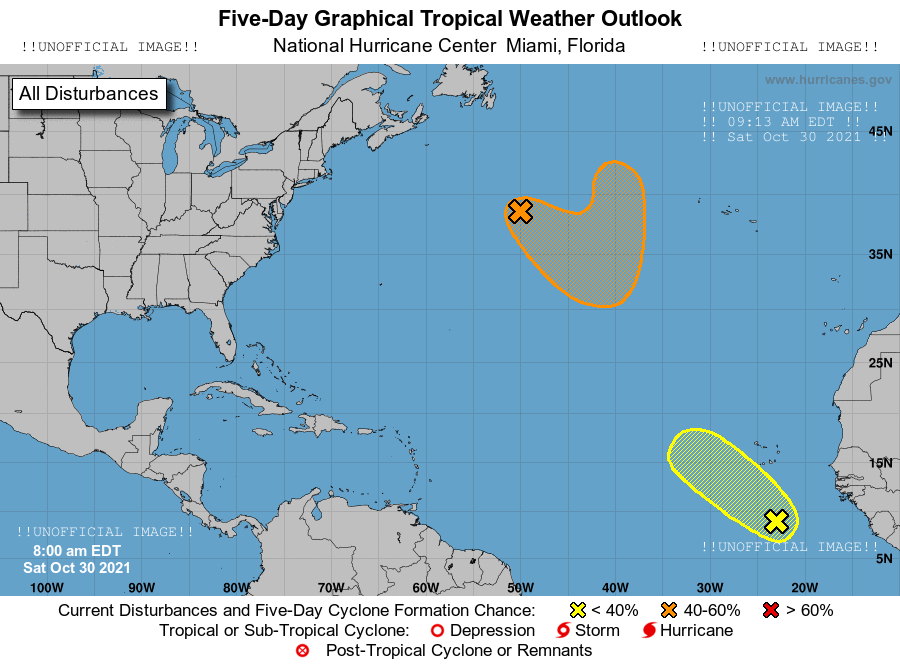 Five-Day Graphical Tropical Weather Outlook
!!UNOFFICIAL IMAGE!! National Hurricane Center Miami, Florida !!UNOFFICIAL IMAGE!!
www.hurricanes.gov
All Disturbances
!!UNOFFICIAL IMAGE!!
!! 09:13 AM EDT !!
!! Sat Oct 30 2021 !!
45N
35N
25N
15N
!!UNOFFICIAL IMAGE!!
8:00 am EDT
!!UNOFFICIAL IMAGE!!
5N
Sat Oct 30 2021
100W 90W 80W 70W 60W 50W 40W 30W 20W
Current Disturbances and Five-Day Cyclone Formation Chance: < 40% 40-60% > 60%
Tropical or Sub-Tropical Cyclone: Depression Storm Hurricane
Post-Tropical Cyclone or Remnants